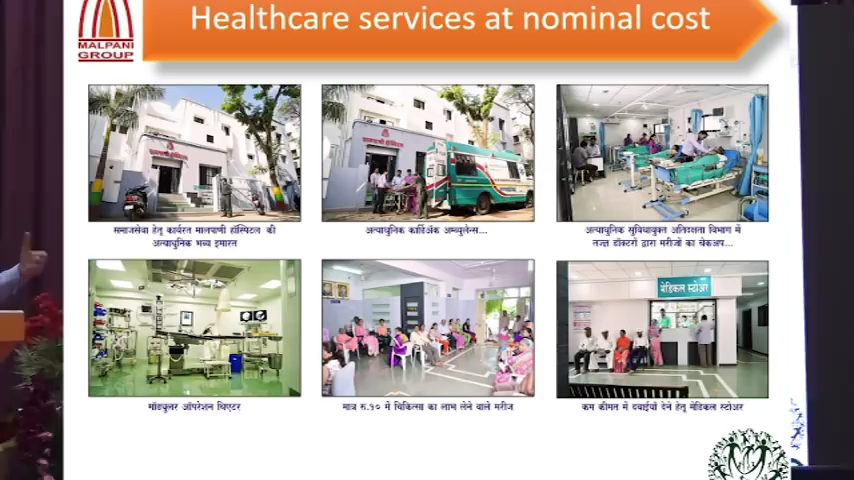 Healthcare services at nominal cost
MALPANI
GROUP
समाजसेवा हेतू कार्यरत मालपाणी हॉस्पिटल की
अत्याधुनिक भव्य इमारत
अत्याधुनिक कार्डिअ‍ॅक अम्ब्युलेन्स...
अत्याधुनिक सुविधायुक्त अतिदक्षता विभाग में
तज्ज्ञ डॉक्टरो द्वारा मरीजों का चेकअप...
मेडिकल स्टोअर
मॉड्युलर ऑपरेशन थिएटर
मात्र रु.१० में चिकित्सा का लाभ लेने वाले मरीज
कम कीमत में दवाईयाँ देने हेतू मेडिकल स्टोअर